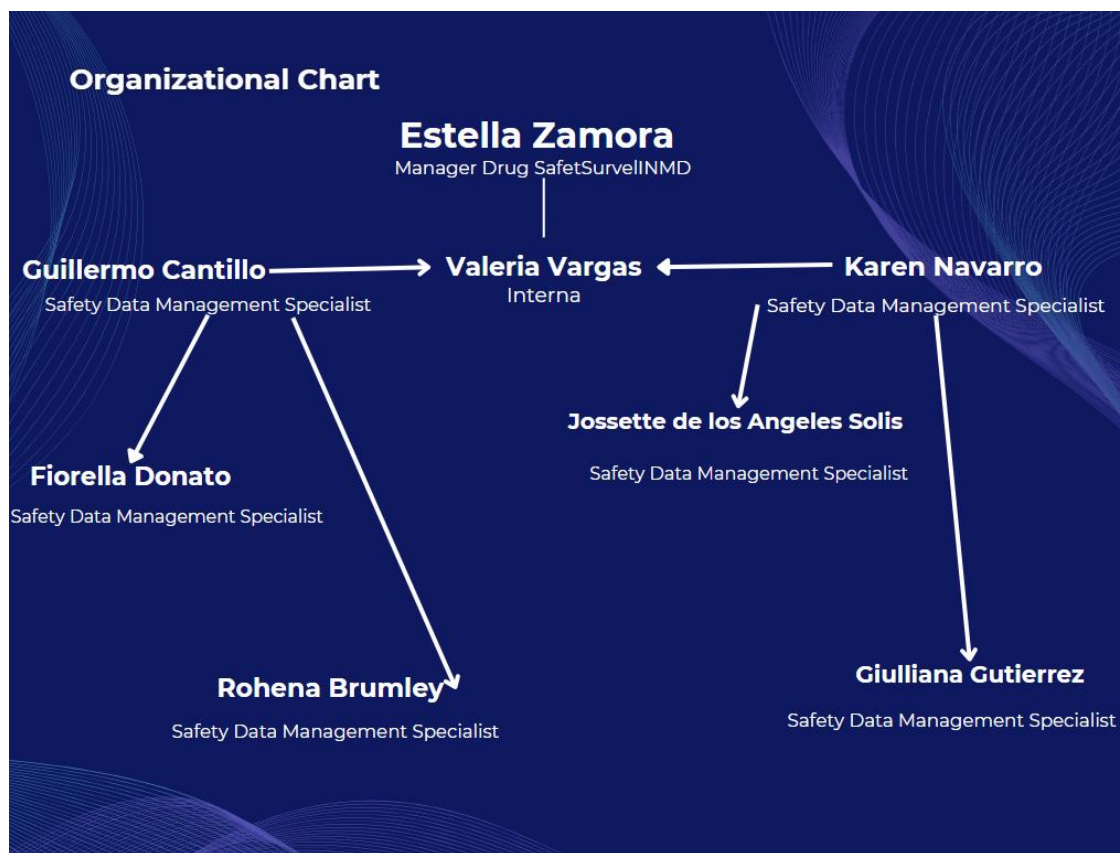 Organizational Chart
Estella Zamora
Manager Drug SafetSurvelINMD
Guillermo Cantillo
Safety Data Management Specialist
Valeria Vargas
Interna
Karen Navarro
Safety Data Management Specialist
Jossette de los Angeles Solis
Safety Data Management Specialist
Fiorella Donato
Safety Data Management Specialist
Rohena Brumley
Safety Data Management Specialist
Giulliana Gutierrez
Safety Data Management Specialist